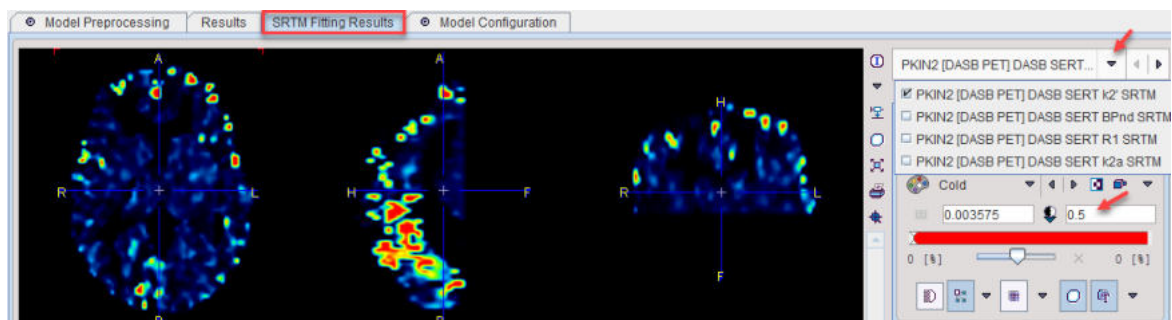 Model Preprocessing Results SRTM Fitting Results Model Configuration
PKIN2 [DASB PET] DASB SERT...
PKIN2 [DASB PET] DASB SERT k2' SRTM
PKIN2 [DASB PET] DASB SERT BPnd SRTM
PKIN2 [DASB PET] DASB SERT R1 SRTM
PKIN2 [DASB PET] DASB SERT k2a SRTM
A A H
R L H F R L
F
Cold
0.003575 0.5
0 [%] 0 [%]